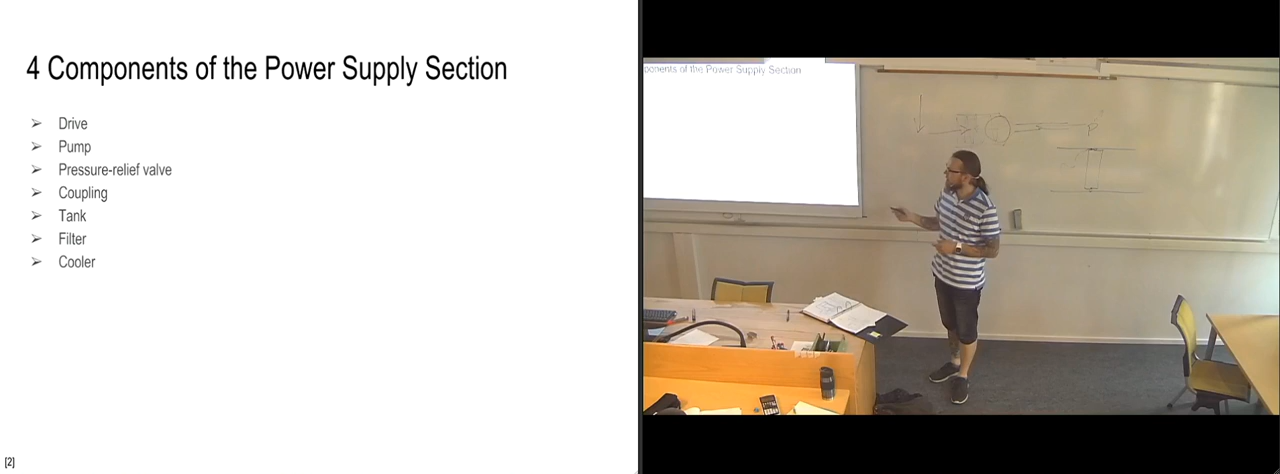 4 Components of the Power Supply Section
➢ Drive
➢ Pump
➢ Pressure-relief valve
➢ Coupling
➢ Tank
➢ Filter
➢ Cooler
[2]
ponents of the Power Supply Section